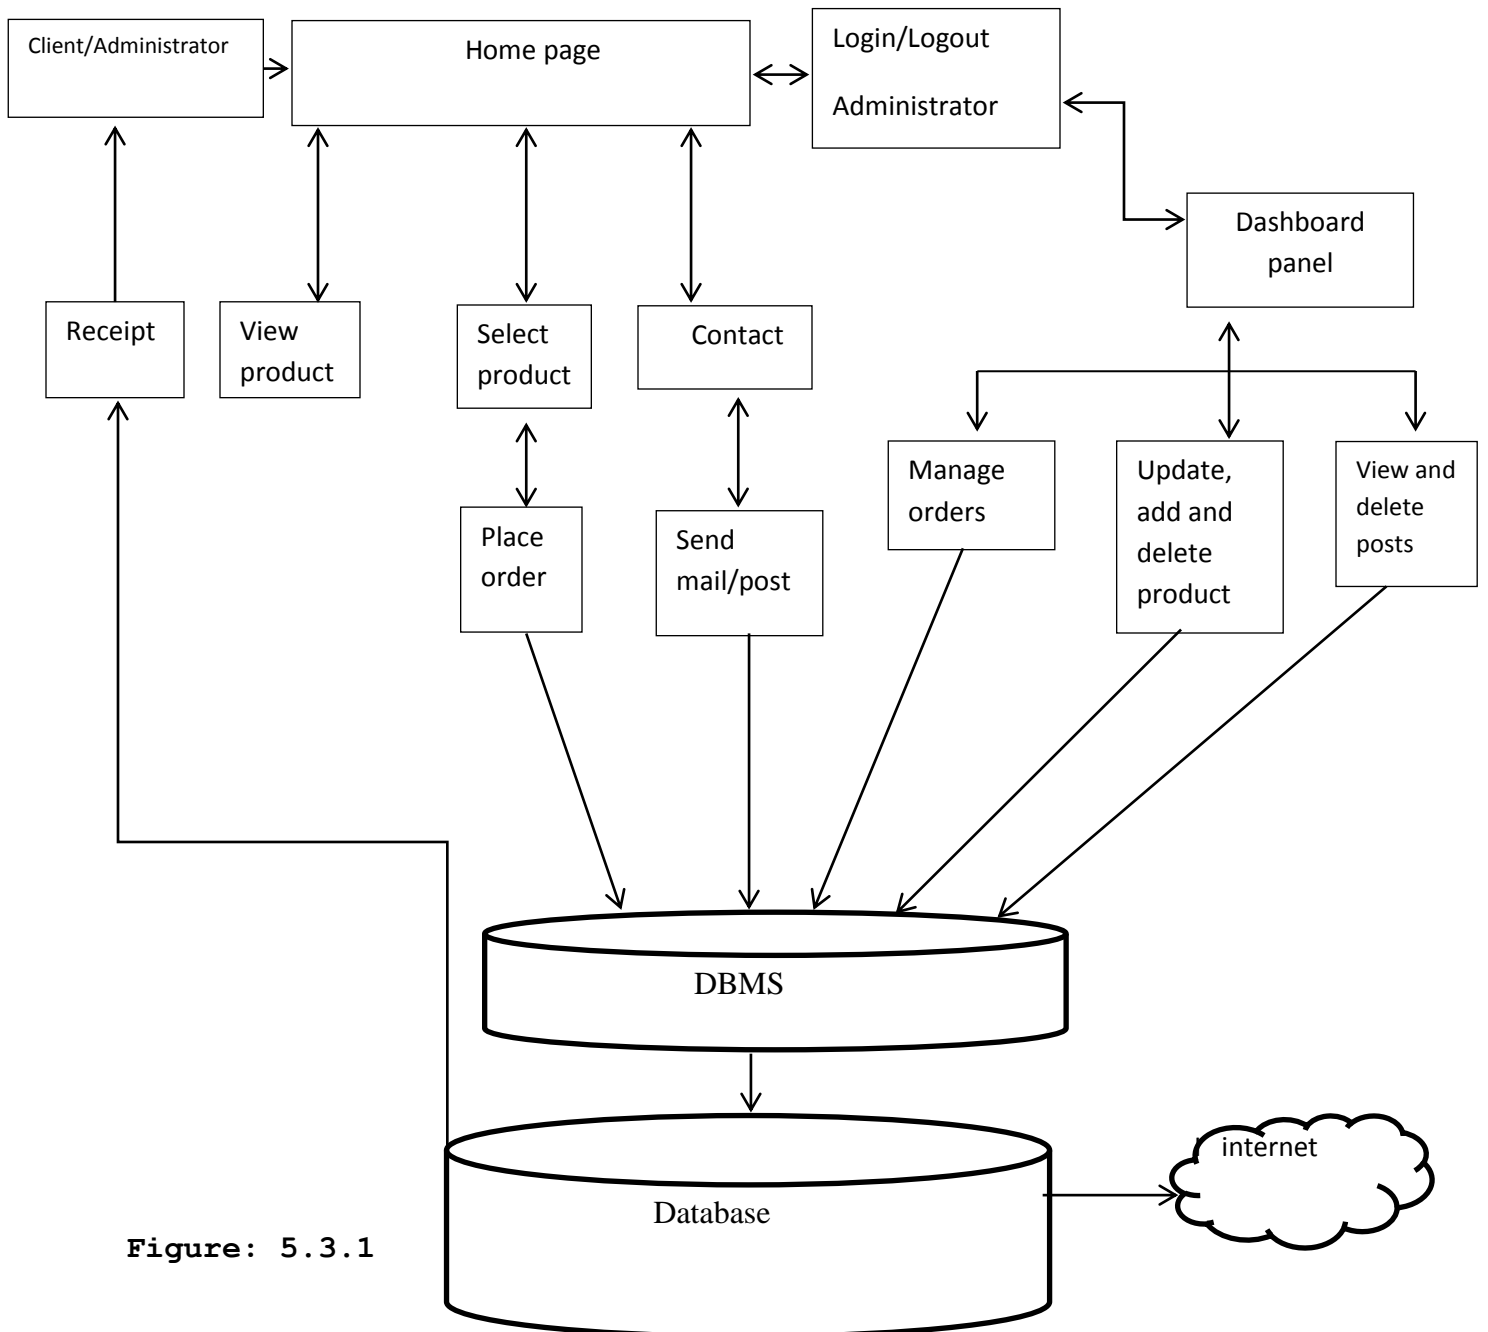 Client/Administrator
Home page
Login/Logout
Administrator
Dashboard
panel
Receipt
View
product
Select
product
Contact
Manage
orders
Update,
add and
delete
product
View and
delete
posts
Place
order
Send
mail/post
DBMS
internet
Database
Figure: 5.3.1